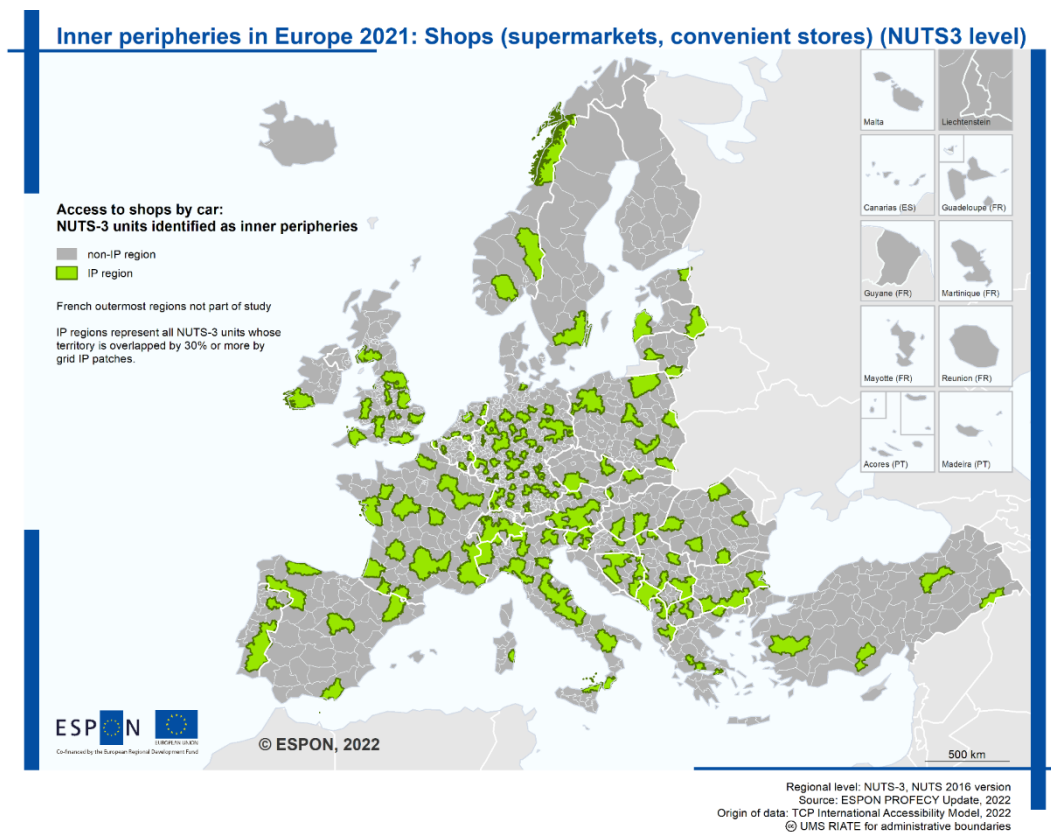 Inner peripheries in Europe 2021: Shops (supermarkets, convenient stores) (NUTS3 level)
Malta
Liechtenstein
Canarias (ES)
Guadeloupe (FR)
Guyane (FR)
Martinique (FR)
Mayotte (FR)
Reunion (FR)
Acores (PT)
Madeira (PT)
Access to shops by car:
NUTS-3 units identified as inner peripheries
non-IP region
IP region
French outermost regions not part of study
IP regions represent all NUTS-3 units whose
territory is overlapped by 30% or more by
grid IP patches.
ESPON
EUROPEAN UNION
Co-financed by the European Regional Development Fund
© ESPON, 2022
500 km
Regional level: NUTS-3, NUTS 2016 version
Source: ESPON PROFECY Update, 2022
Origin of data: TCP International Accessibility Model, 2022
cc UMS RIATE for administrative boundaries